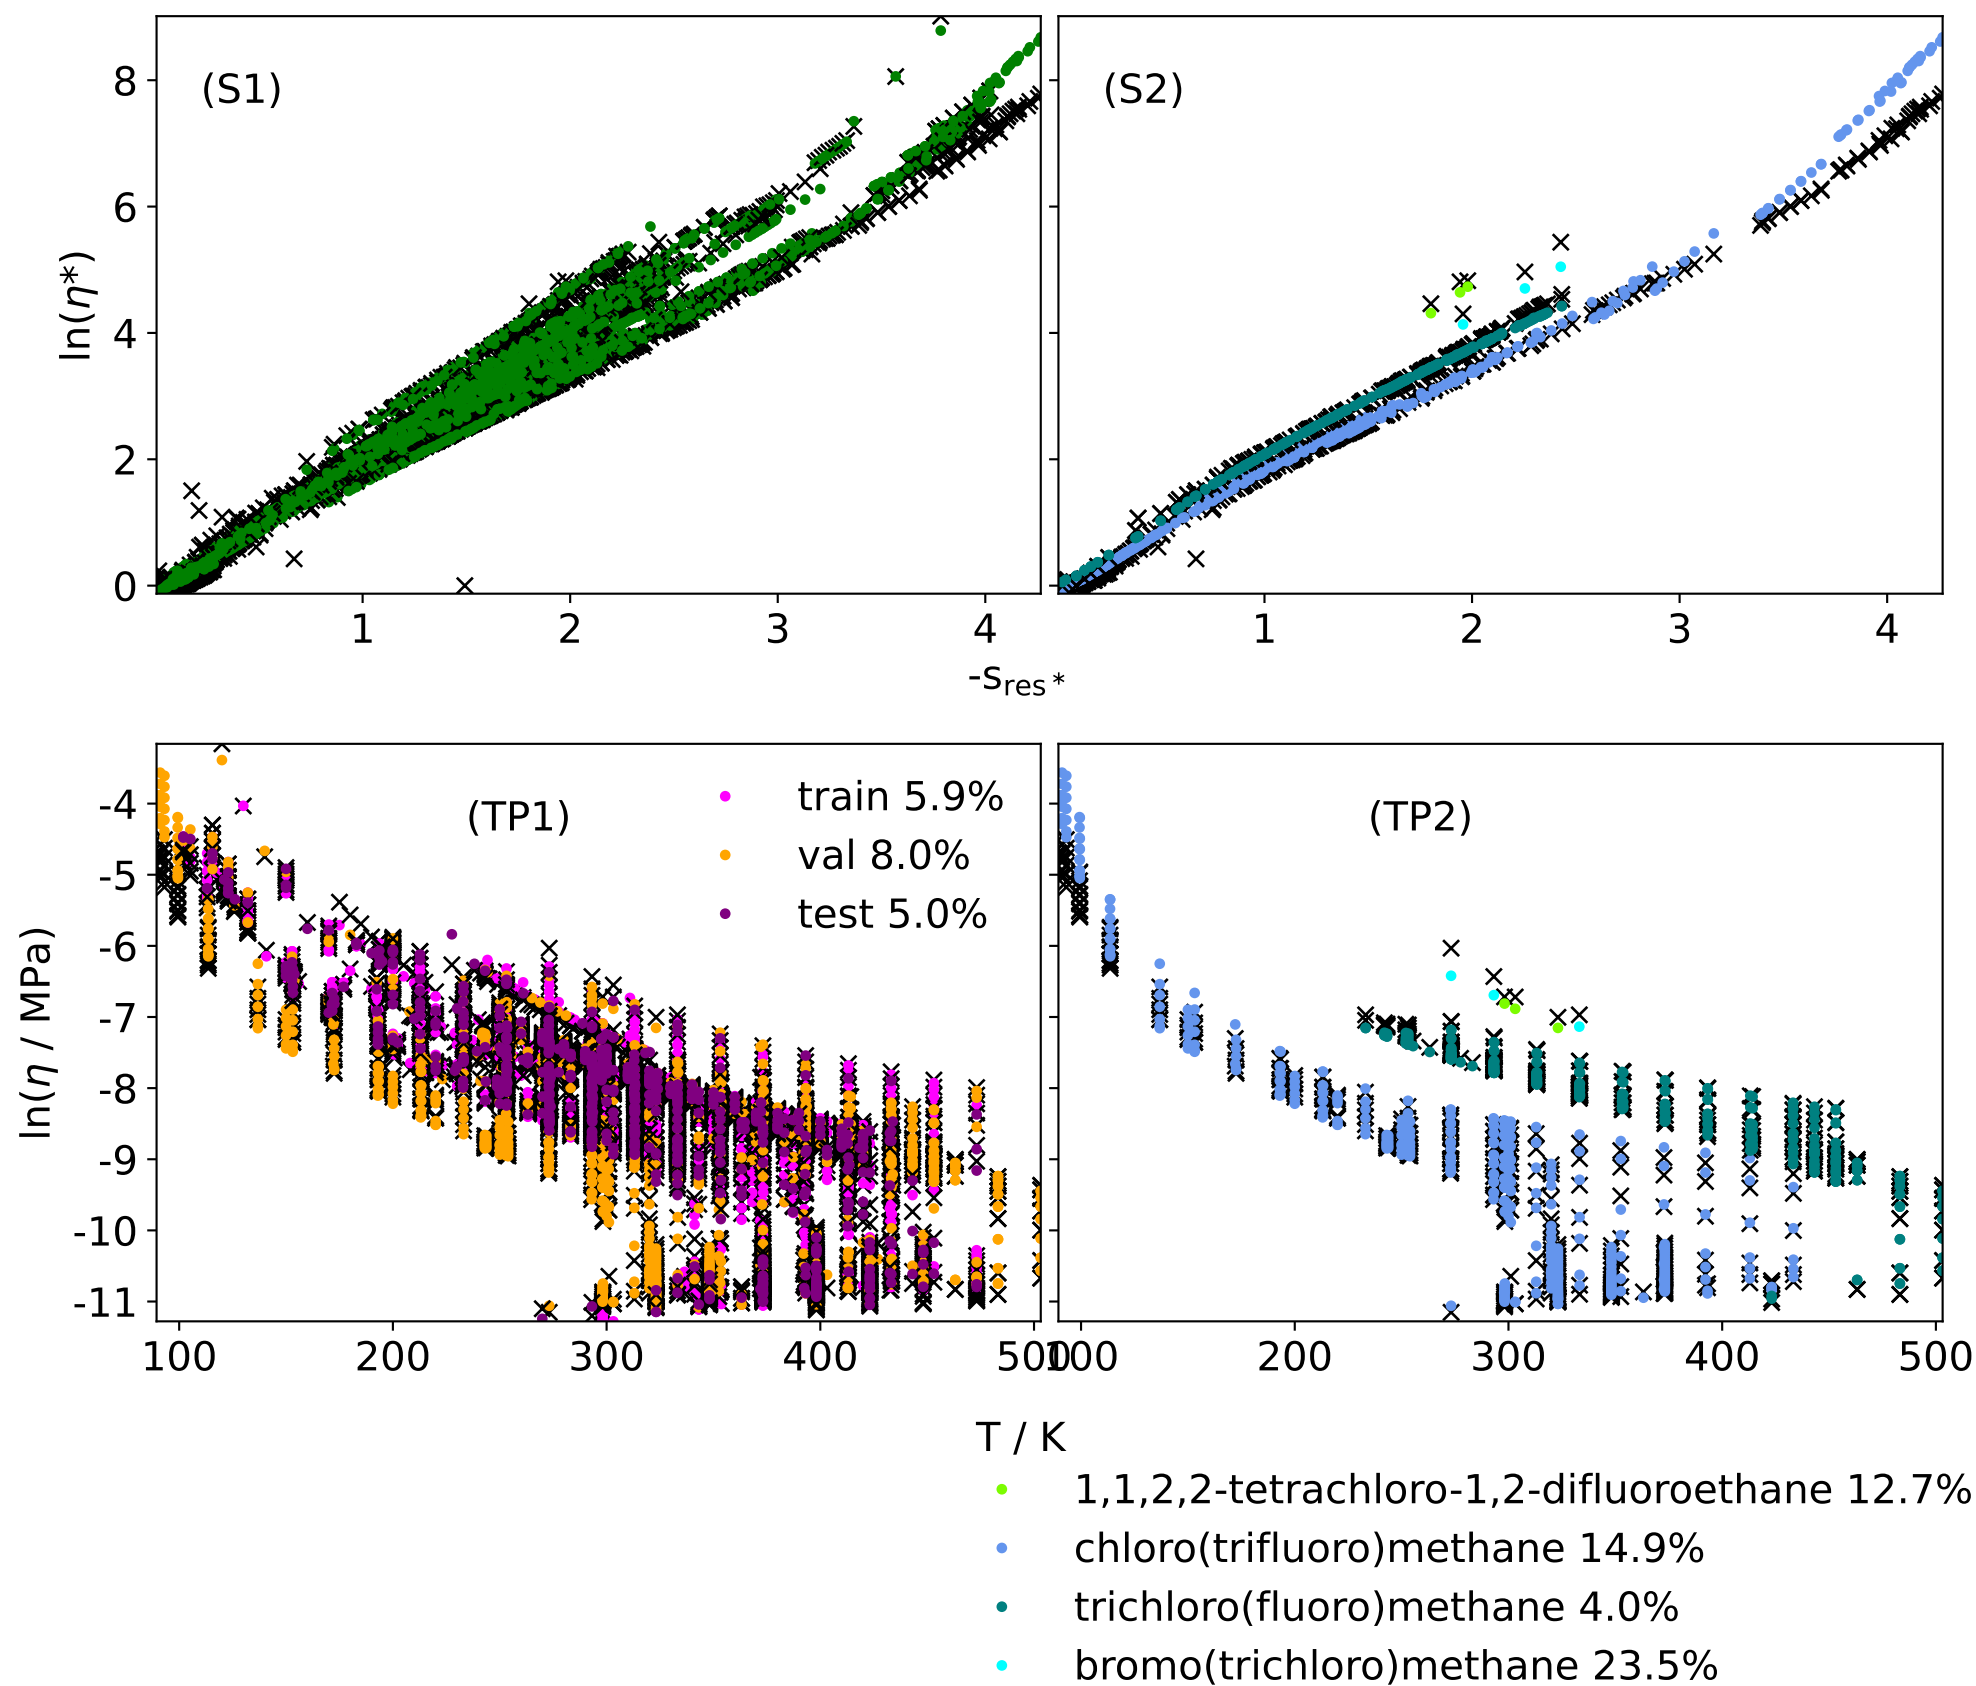 (S1)
(S2)
8
6
4
2
0
ln(η*)
1 2 3 4
1 2 3 4
-s_res*
(TP1)
train 5.9%
val 8.0%
test 5.0%
(TP2)
-4
-5
-6
-7
-8
-9
-10
-11
ln(η / MPa)
100 200 300 400 500
100 200 300 400 500
T / K
1,1,2,2-tetrachloro-1,2-difluoroethane 12.7%
chloro(trifluoro)methane 14.9%
trichloro(fluoro)methane 4.0%
bromo(trichloro)methane 23.5%